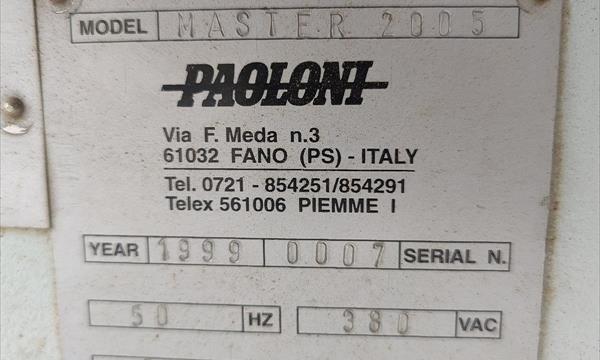 MODEL MASTER 2005
PAOLONI
Via F. Meda n.3
61032 FANO (PS) - ITALY
Tel. 0721 - 854251/854291
Telex 561006 PIEMME I
YEAR 1999 0007 SERIAL N.
50 HZ 380 VAC